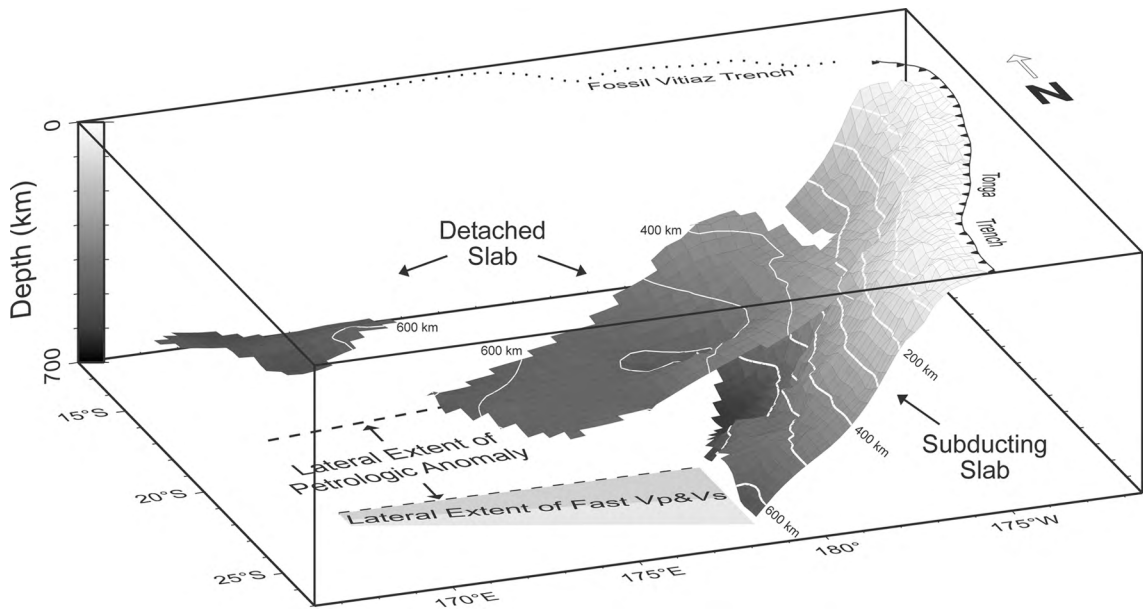 Fossil Vitiaz Trench
N
0
Depth (km)
700
Tonga
Trench
Detached
Slab
400 km
600 km
600 km
200 km
400 km
600 km
Subducting
Slab
Lateral Extent of
Petrologic Anomaly
Lateral Extent of Fast Vp&Vs
15°S
20°S
25°S
170°E
175°E
180°
175°W